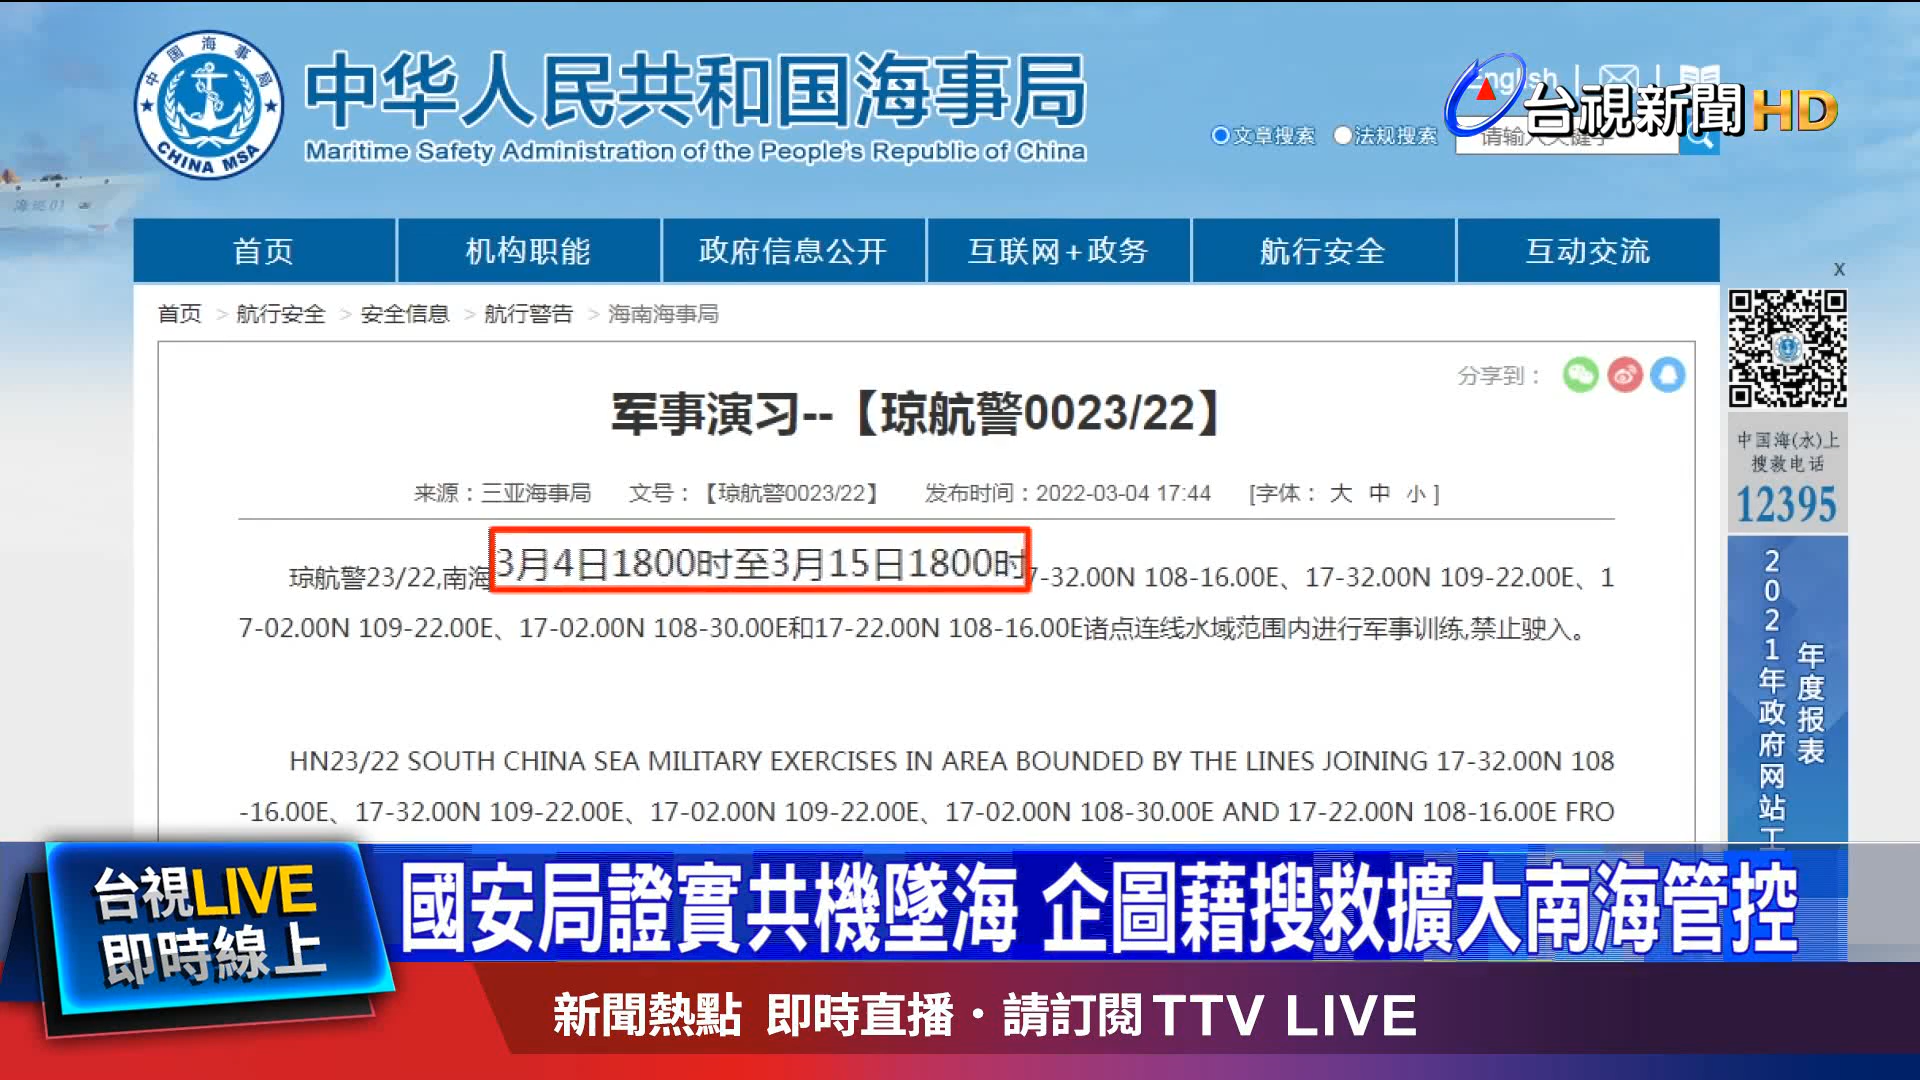 中国海事局
CHINA MSA
中华人民共和国海事局
Maritime Safety Administration of the People's Republic of China
English
台視新聞HD
文章搜索 法规搜索
海巡01
首页 机构职能 政府信息公开 互联网+政务 航行安全 互动交流
x
首页 > 航行安全 > 安全信息 > 航行警告 > 海南海事局
分享到：
军事演习--【琼航警0023/22】
来源：三亚海事局 文号：【琼航警0023/22】 发布时间：2022-03-04 17:44 [字体： 大 中 小 ]
3月4日1800时至3月15日1800时
琼航警23/22,南海 7-32.00N 108-16.00E、17-32.00N 109-22.00E、1
7-02.00N 109-22.00E、17-02.00N 108-30.00E和17-22.00N 108-16.00E诸点连线水域范围内进行军事训练,禁止驶入。
HN23/22 SOUTH CHINA SEA MILITARY EXERCISES IN AREA BOUNDED BY THE LINES JOINING 17-32.00N 108
-16.00E、17-32.00N 109-22.00E、17-02.00N 109-22.00E、17-02.00N 108-30.00E AND 17-22.00N 108-16.00E FRO
中国海(水)上
搜救电话
12395
2021年政府网站工
年度报表
台視LIVE
即時線上
國安局證實共機墜海 企圖藉搜救擴大南海管控
新聞熱點 即時直播・請訂閱TTV LIVE